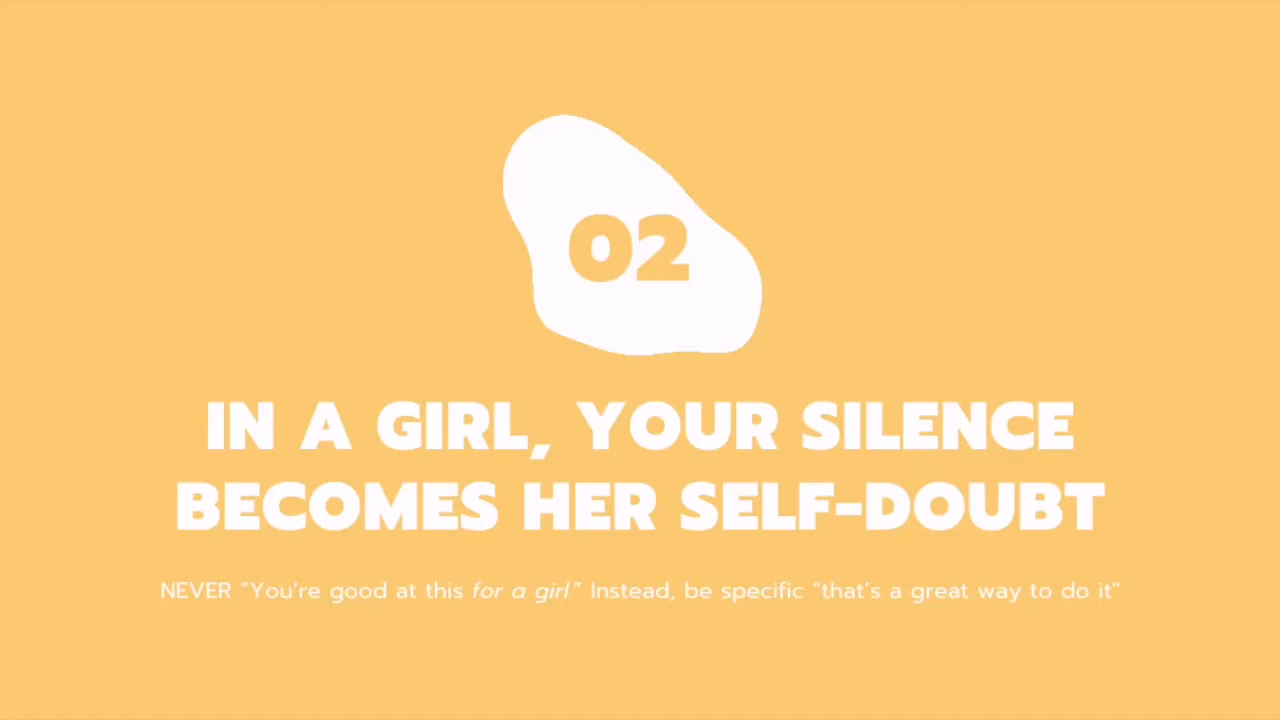 02
IN A GIRL, YOUR SILENCE
BECOMES HER SELF-DOUBT
NEVER “You’re good at this for a girl.” Instead, be specific “that’s a great way to do it"